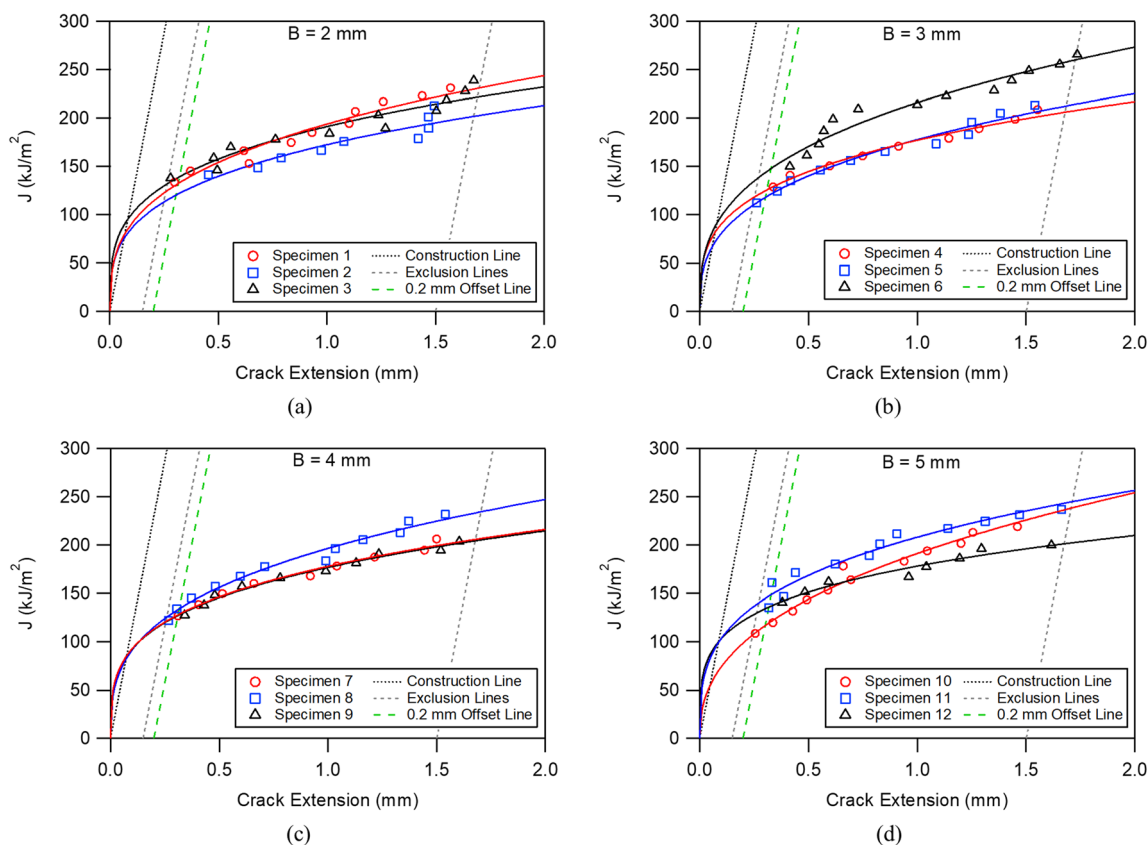 300
250
200
150
100
50
0
J (kJ/m²)
B = 2 mm
Specimen 1
Specimen 2
Specimen 3
Construction Line
Exclusion Lines
0.2 mm Offset Line
0.0 0.5 1.0 1.5 2.0
Crack Extension (mm)
(a)
300
250
200
150
100
50
0
J (kJ/m²)
B = 3 mm
Specimen 4
Specimen 5
Specimen 6
Construction Line
Exclusion Lines
0.2 mm Offset Line
0.0 0.5 1.0 1.5 2.0
Crack Extension (mm)
(b)
300
250
200
150
100
50
0
J (kJ/m²)
B = 4 mm
Specimen 7
Specimen 8
Specimen 9
Construction Line
Exclusion Lines
0.2 mm Offset Line
0.0 0.5 1.0 1.5 2.0
Crack Extension (mm)
(c)
300
250
200
150
100
50
0
J (kJ/m²)
B = 5 mm
Specimen 10
Specimen 11
Specimen 12
Construction Line
Exclusion Lines
0.2 mm Offset Line
0.0 0.5 1.0 1.5 2.0
Crack Extension (mm)
(d)